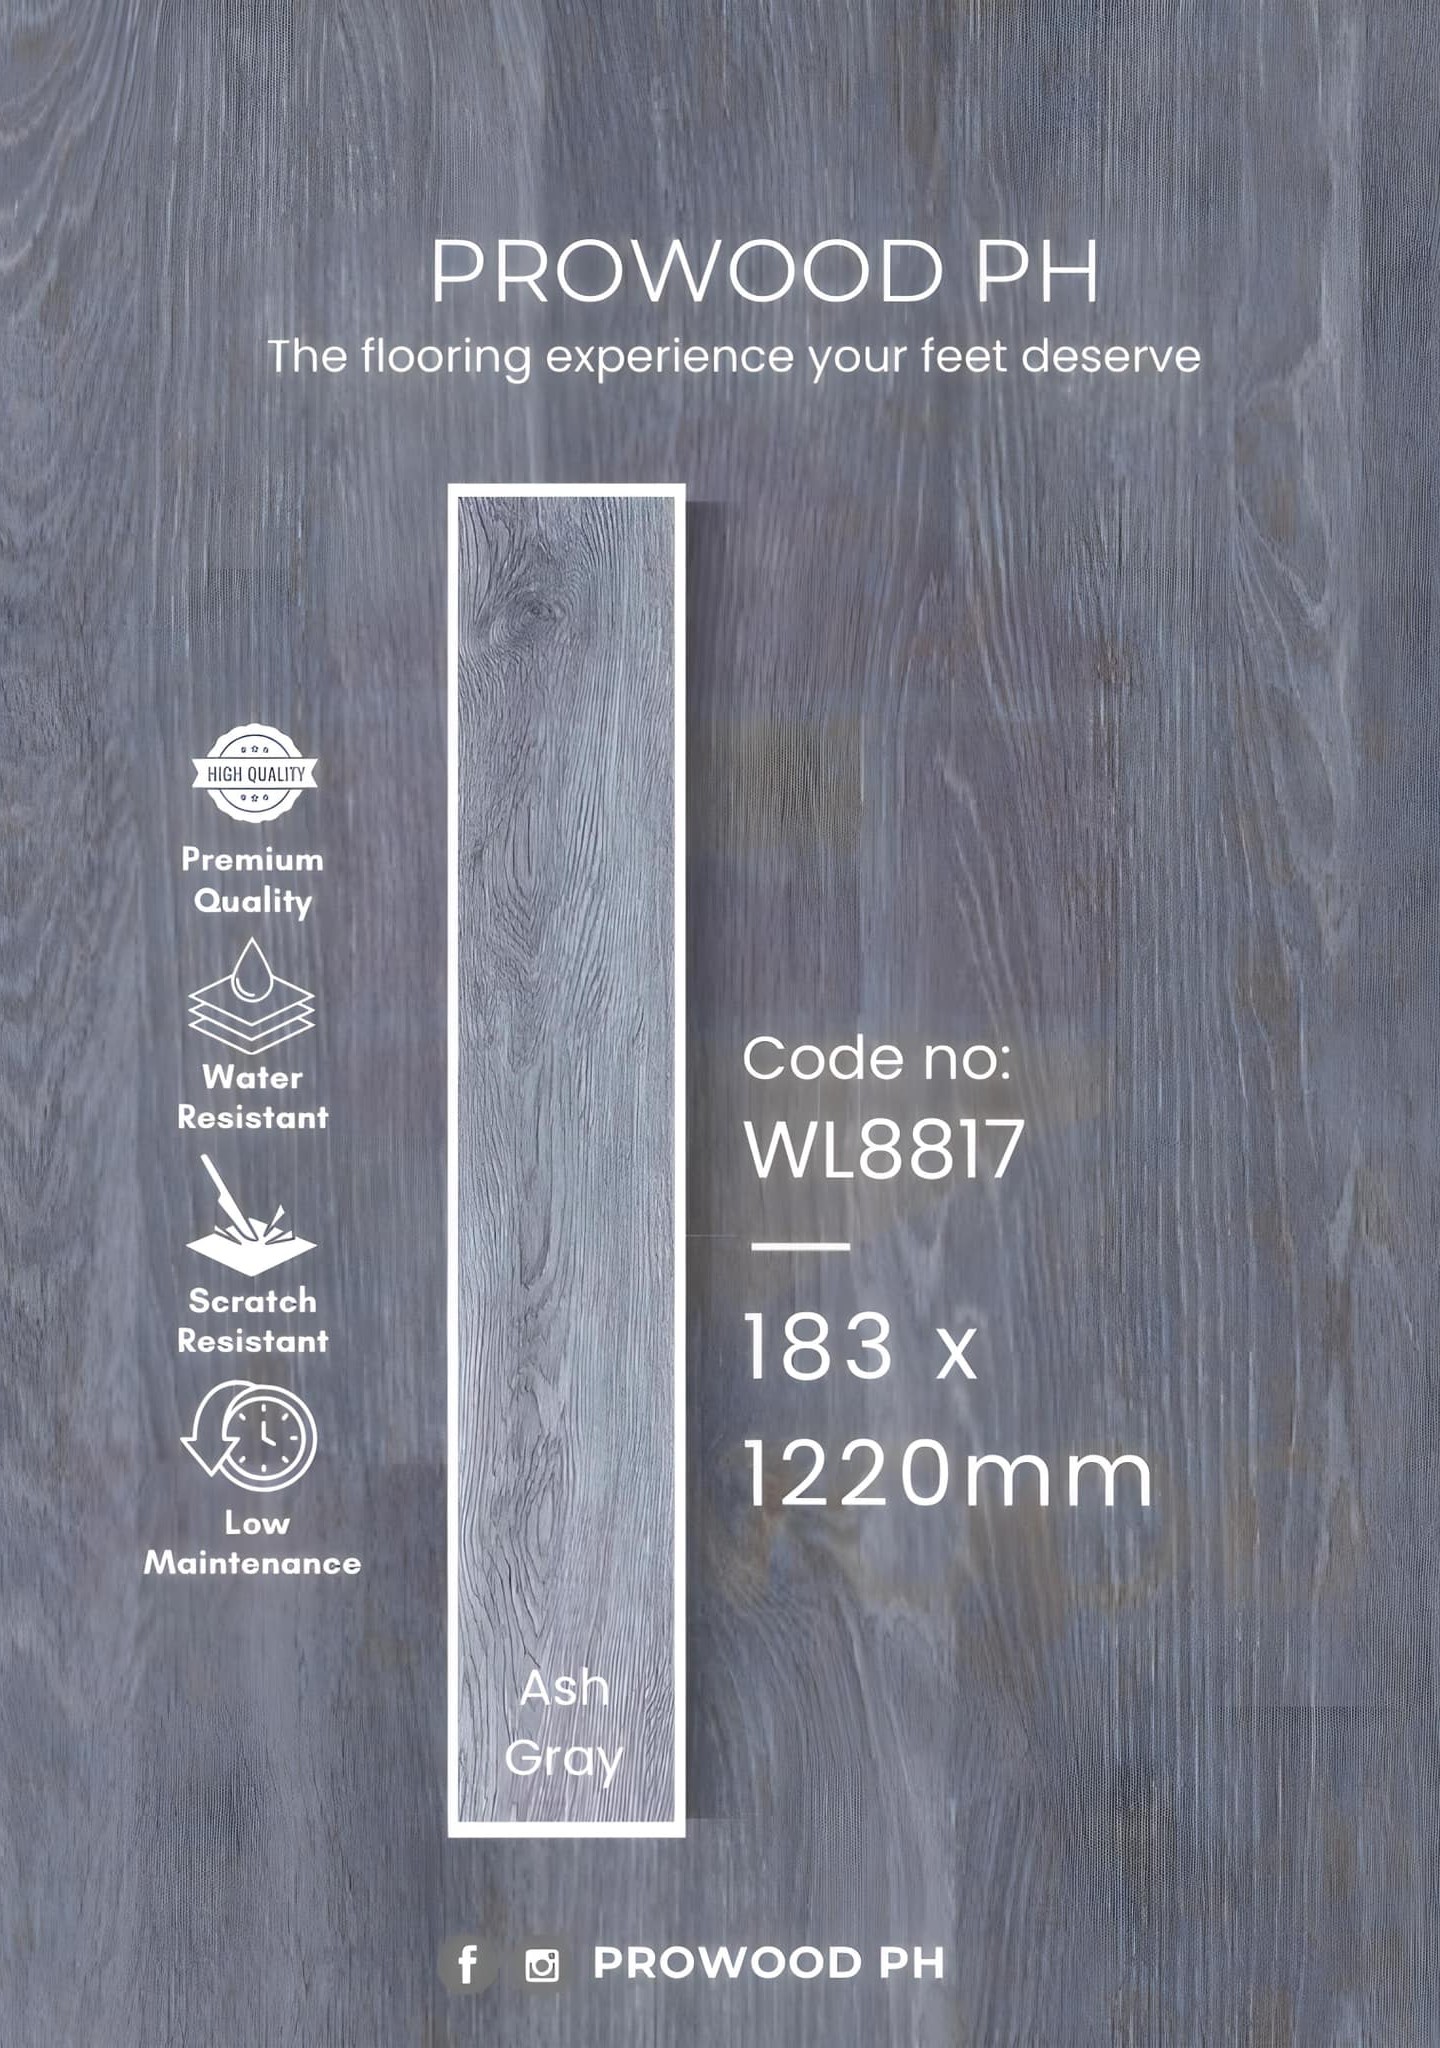 PROWOOD PH
The flooring experience your feet deserve
HIGH QUALITY
Premium
Quality
Water
Resistant
Scratch
Resistant
Low
Maintenance
Code no:
WL8817
183 x
1220mm
Ash
Gray
f
PROWOOD PH